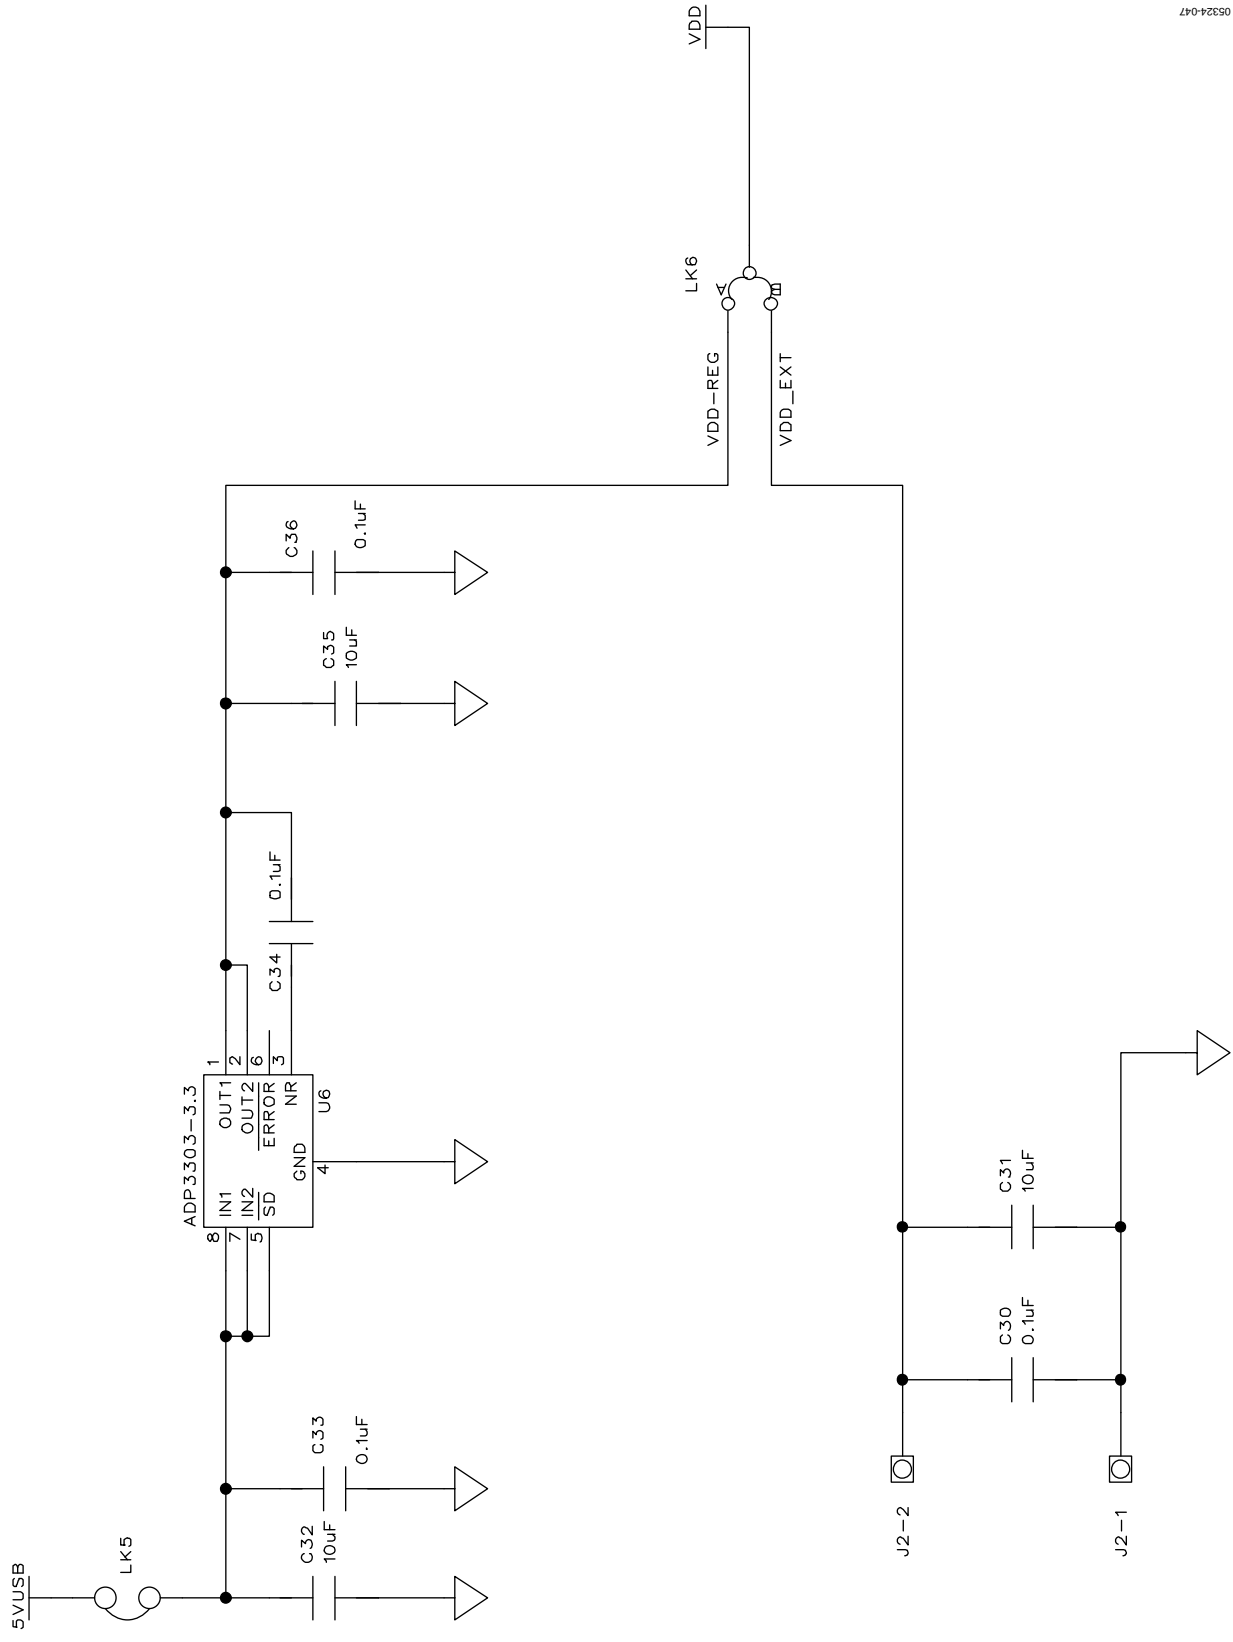 5VUSB
LK5
C32
10uF
C33
0.1uF
ADP3303-3.3
8
IN1
7
IN2
5
SD
GND
4
OUT1
1
OUT2
2
ERROR
6
NR
3
U6
C34
0.1uF
C35
10uF
C36
0.1uF
VDD-REG
VDD_EXT
LK6
A
B
VDD
J2-2
J2-1
C30
0.1uF
C31
10uF
05324-047